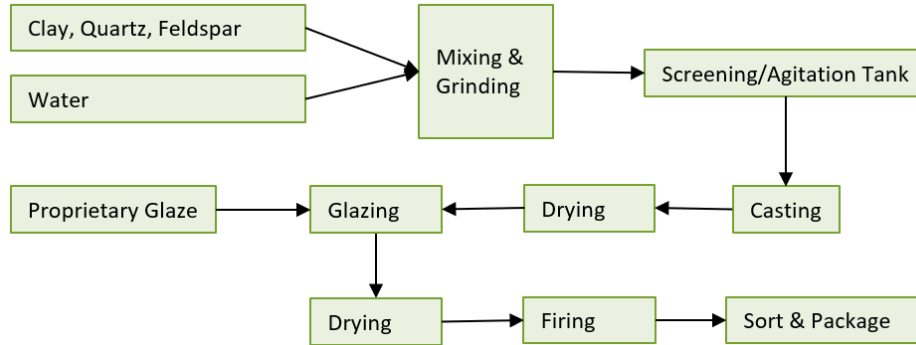 Clay, Quartz, Feldspar
Mixing &
Grinding
Screening/Agitation Tank
Water
Proprietary Glaze
Glazing
Drying
Casting
Drying
Firing
Sort & Package